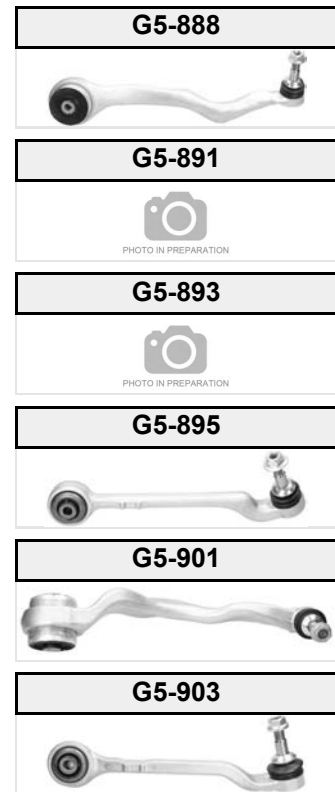 G5-888
G5-891
PHOTO IN PREPARATION
G5-893
PHOTO IN PREPARATION
G5-895
G5-901
G5-903